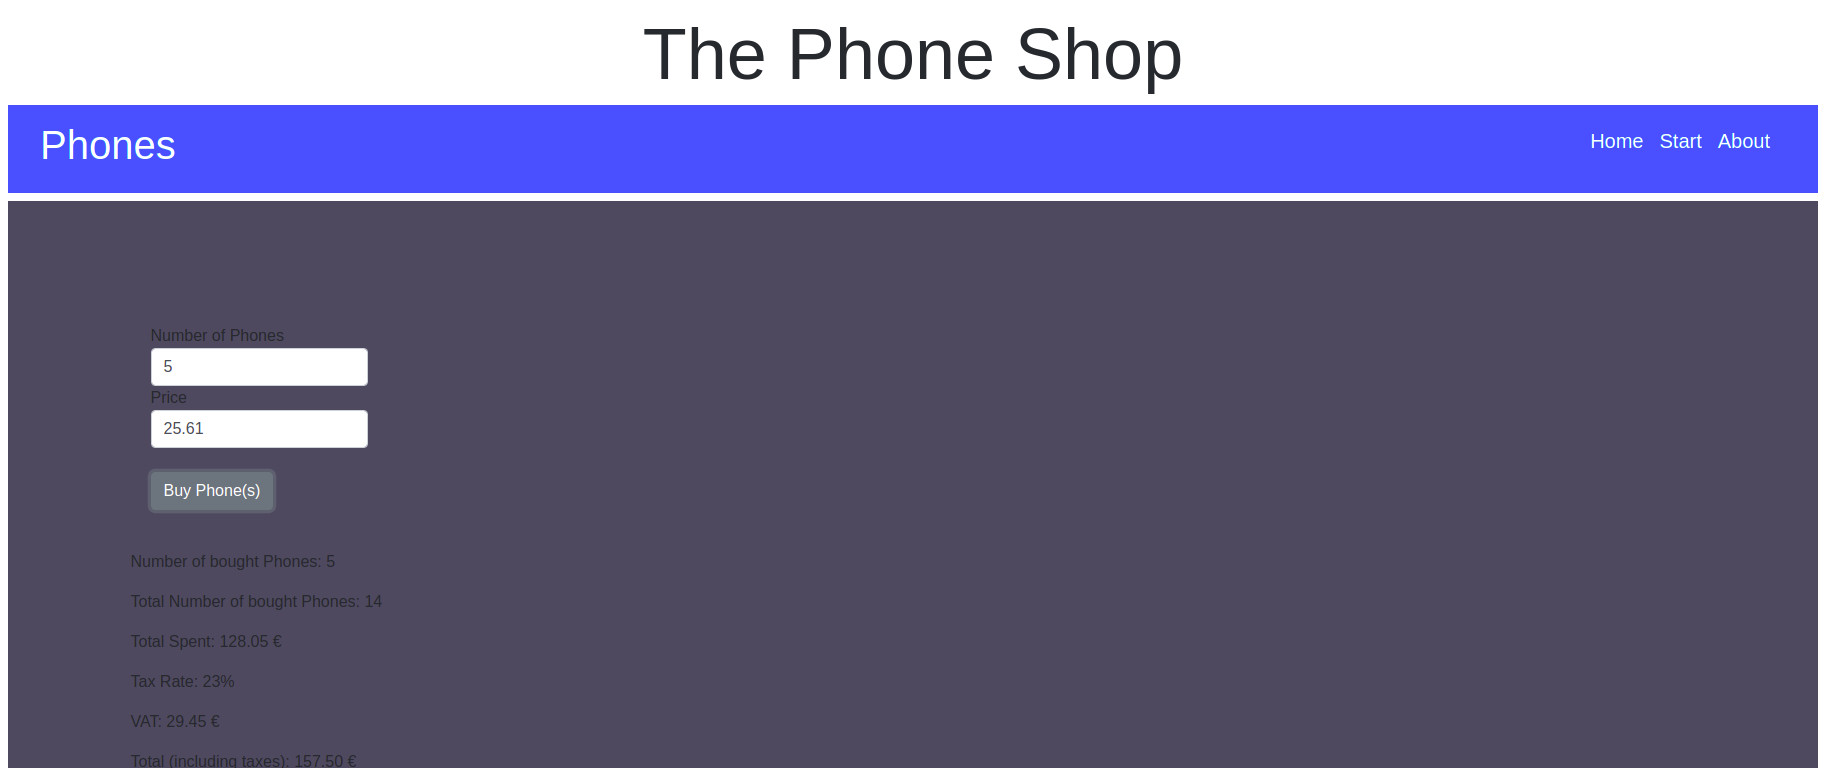 The Phone Shop
Phones
Home Start About
Number of Phones
5
Price
25.61
Buy Phone(s)
Number of bought Phones: 5
Total Number of bought Phones: 14
Total Spent: 128.05 €
Tax Rate: 23%
VAT: 29.45 €
Total (including taxes): 157.50 €